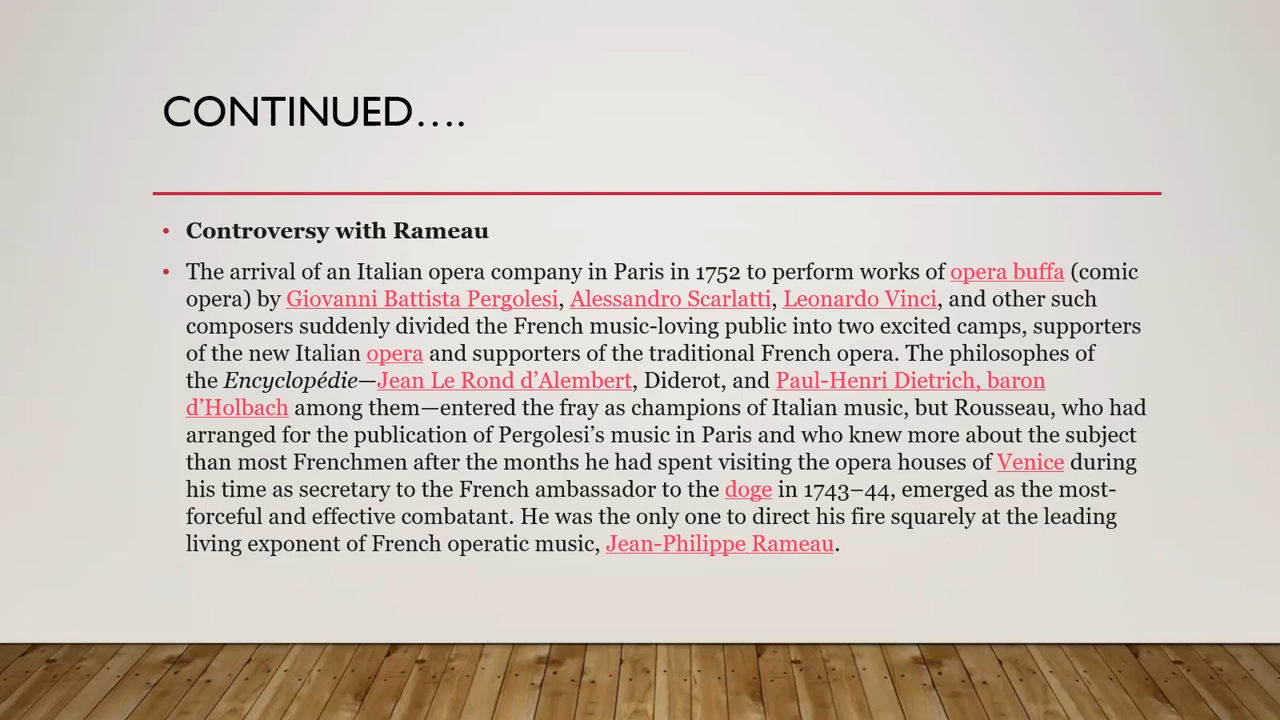 CONTINUED….
• Controversy with Rameau
• The arrival of an Italian opera company in Paris in 1752 to perform works of opera buffa (comic
opera) by Giovanni Battista Pergolesi, Alessandro Scarlatti, Leonardo Vinci, and other such
composers suddenly divided the French music-loving public into two excited camps, supporters
of the new Italian opera and supporters of the traditional French opera. The philosophes of
the Encyclopédie—Jean Le Rond d’Alembert, Diderot, and Paul-Henri Dietrich, baron
d’Holbach among them—entered the fray as champions of Italian music, but Rousseau, who had
arranged for the publication of Pergolesi’s music in Paris and who knew more about the subject
than most Frenchmen after the months he had spent visiting the opera houses of Venice during
his time as secretary to the French ambassador to the doge in 1743–44, emerged as the most-
forceful and effective combatant. He was the only one to direct his fire squarely at the leading
living exponent of French operatic music, Jean-Philippe Rameau.